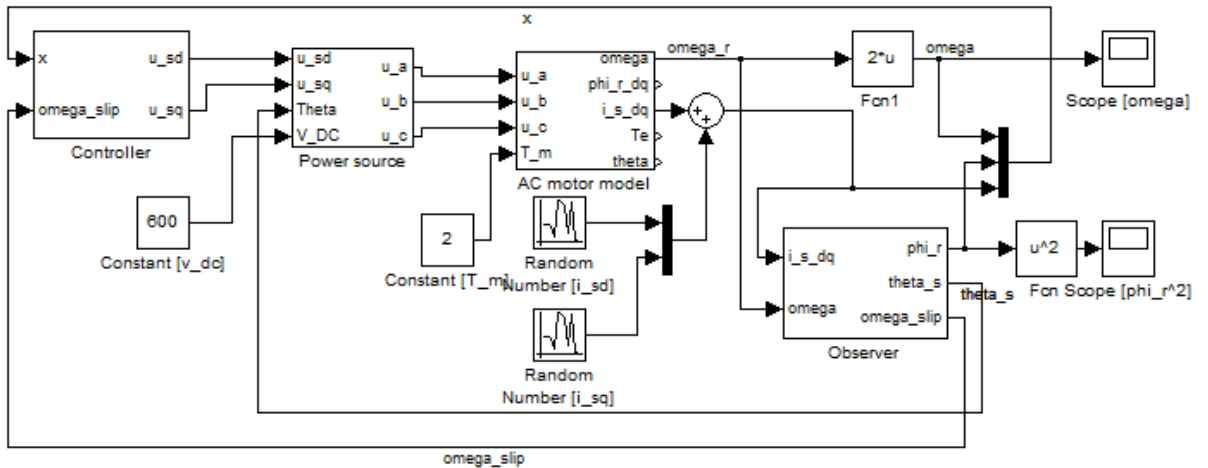 x
x
omega_slip
u_sd
u_sq
Controller
u_sd
u_sq
Theta
V_DC
u_a
u_b
u_c
Power source
u_a
u_b
u_c
T_m
omega
phi_r_dq
i_s_dq
Te
theta
AC motor model
omega_r
2*u
Fcn1
omega
Scope [omega]
+
+
600
Constant [v_dc]
2
Constant [T_m]
Random
Number [i_sd]
Random
Number [i_sq]
i_s_dq
omega
phi_r
theta_s
omega_slip
Observer
theta_s
u^2
Fcn
Scope [phi_r^2]
omega_slip